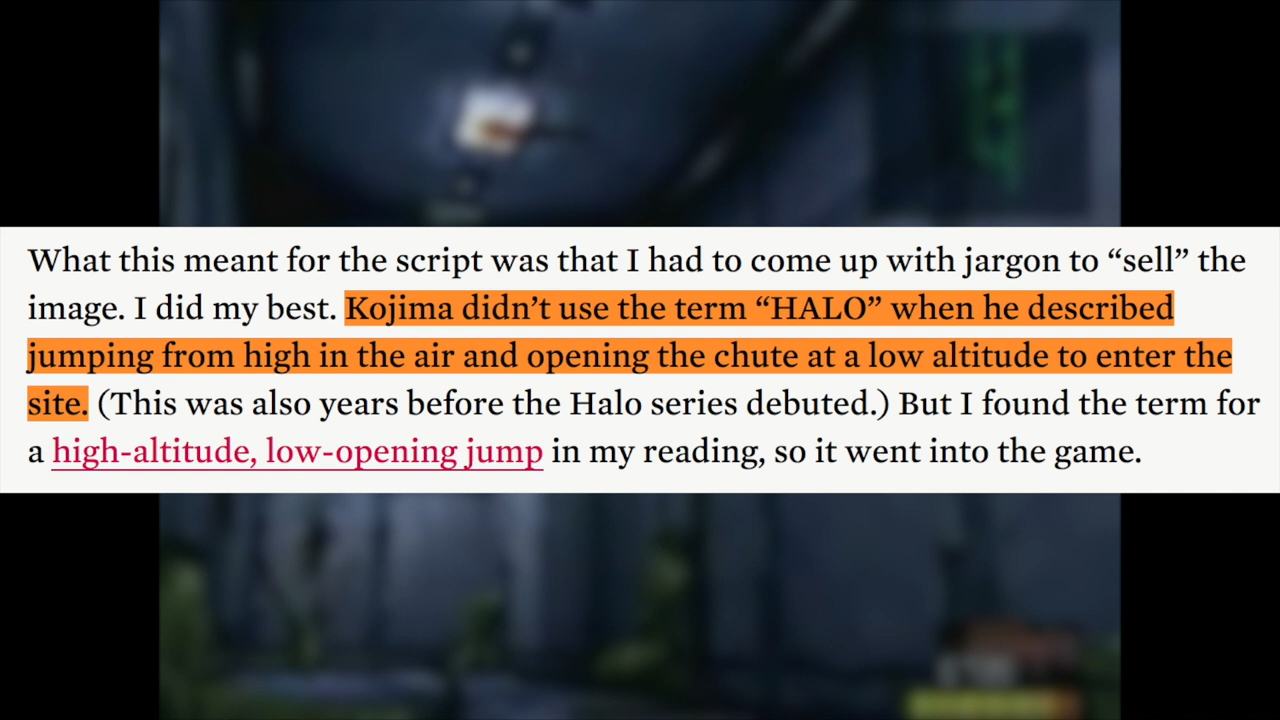 What this meant for the script was that I had to come up with jargon to “sell” the
image. I did my best. Kojima didn’t use the term “HALO” when he described
jumping from high in the air and opening the chute at a low altitude to enter the
site. (This was also years before the Halo series debuted.) But I found the term for
a high-altitude, low-opening jump in my reading, so it went into the game.